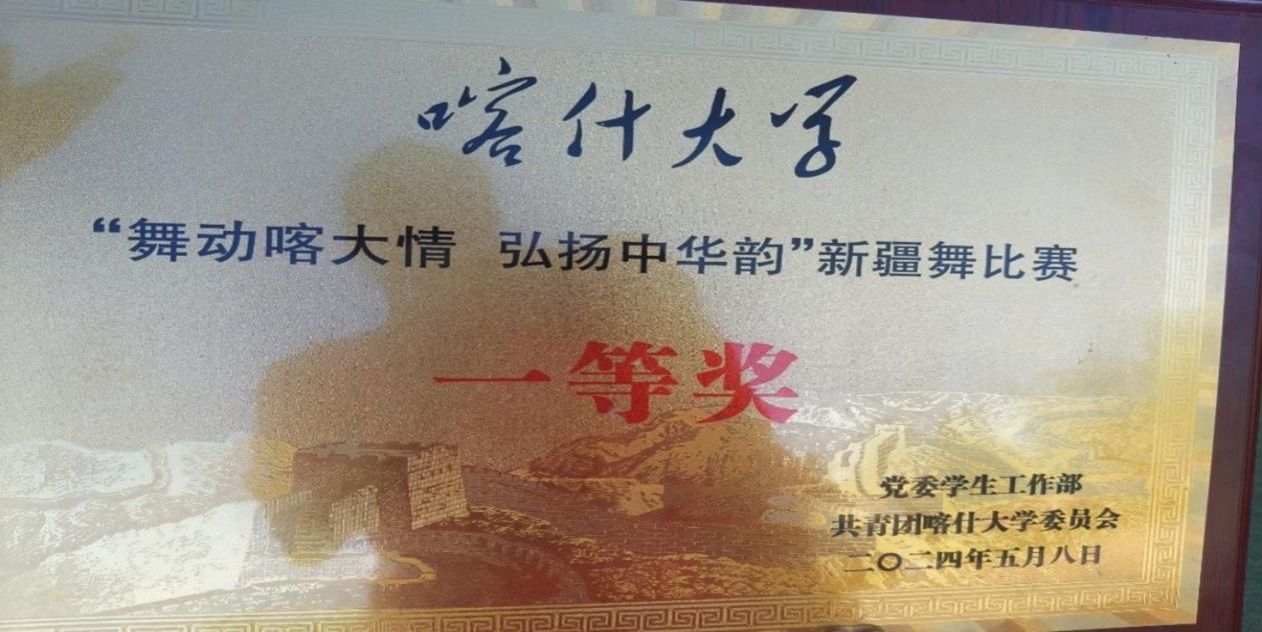 喀什大学
“舞动喀大情 弘扬中华韵”新疆舞比赛
一等奖
党委学生工作部
共青团喀什大学委员会
二〇二四年五月八日